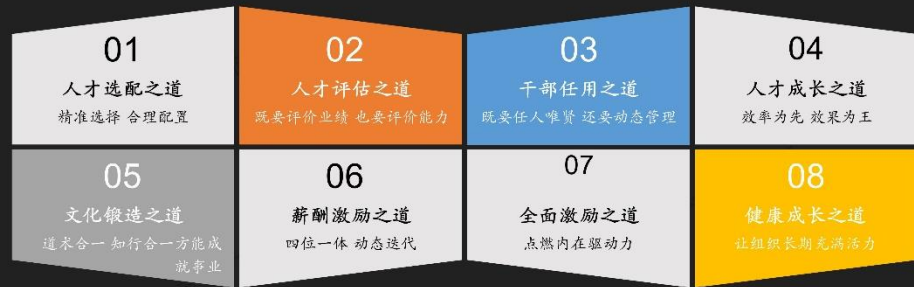 01
人才选配之道
精准选择 合理配置
02
人才评估之道
既要评价业绩 也要评价能力
03
干部任用之道
既要任人唯贤 还要动态管理
04
人才成长之道
效率为先 效果为王
05
文化锻造之道
道术合一 知行合一方能成
就事业
06
薪酬激励之道
四位一体 动态迭代
07
全面激励之道
点燃内在驱动力
08
健康成长之道
让组织长期充满活力